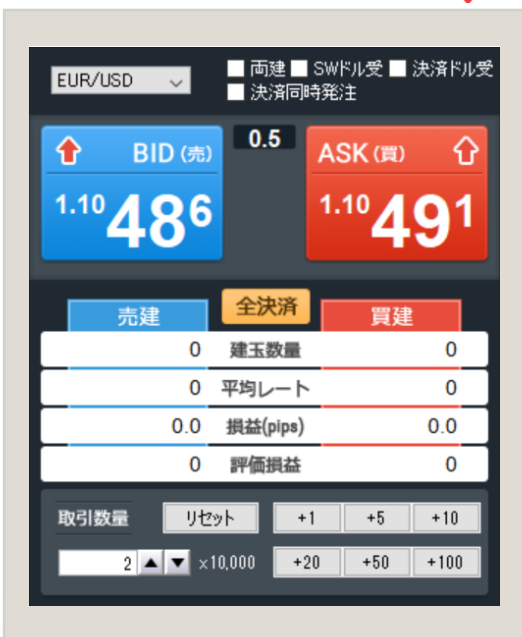 EUR/USD
両建 SWドル受 決済ドル受
決済同時発注
BID (売) 0.5 ASK (買)
1.10 48 6 1.10 49 1
売建 全決済 買建
0 建玉数量 0
0 平均レート 0
0.0 損益(pips) 0.0
0 評価損益 0
取引数量 リセット +1 +5 +10
2 ×10,000 +20 +50 +100